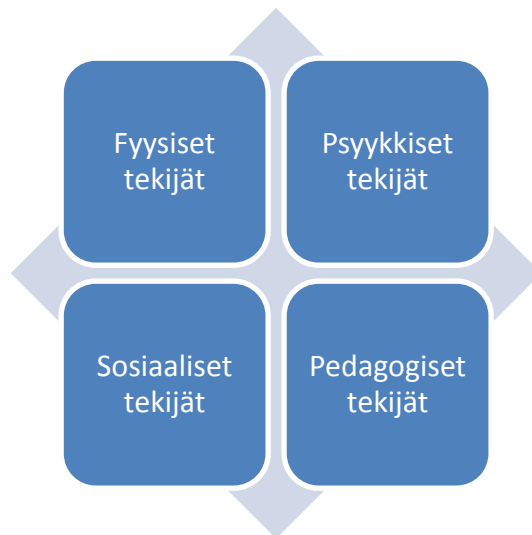 Fyysiset
tekijät
Psyykkiset
tekijät
Sosiaaliset
tekijät
Pedagogiset
tekijät